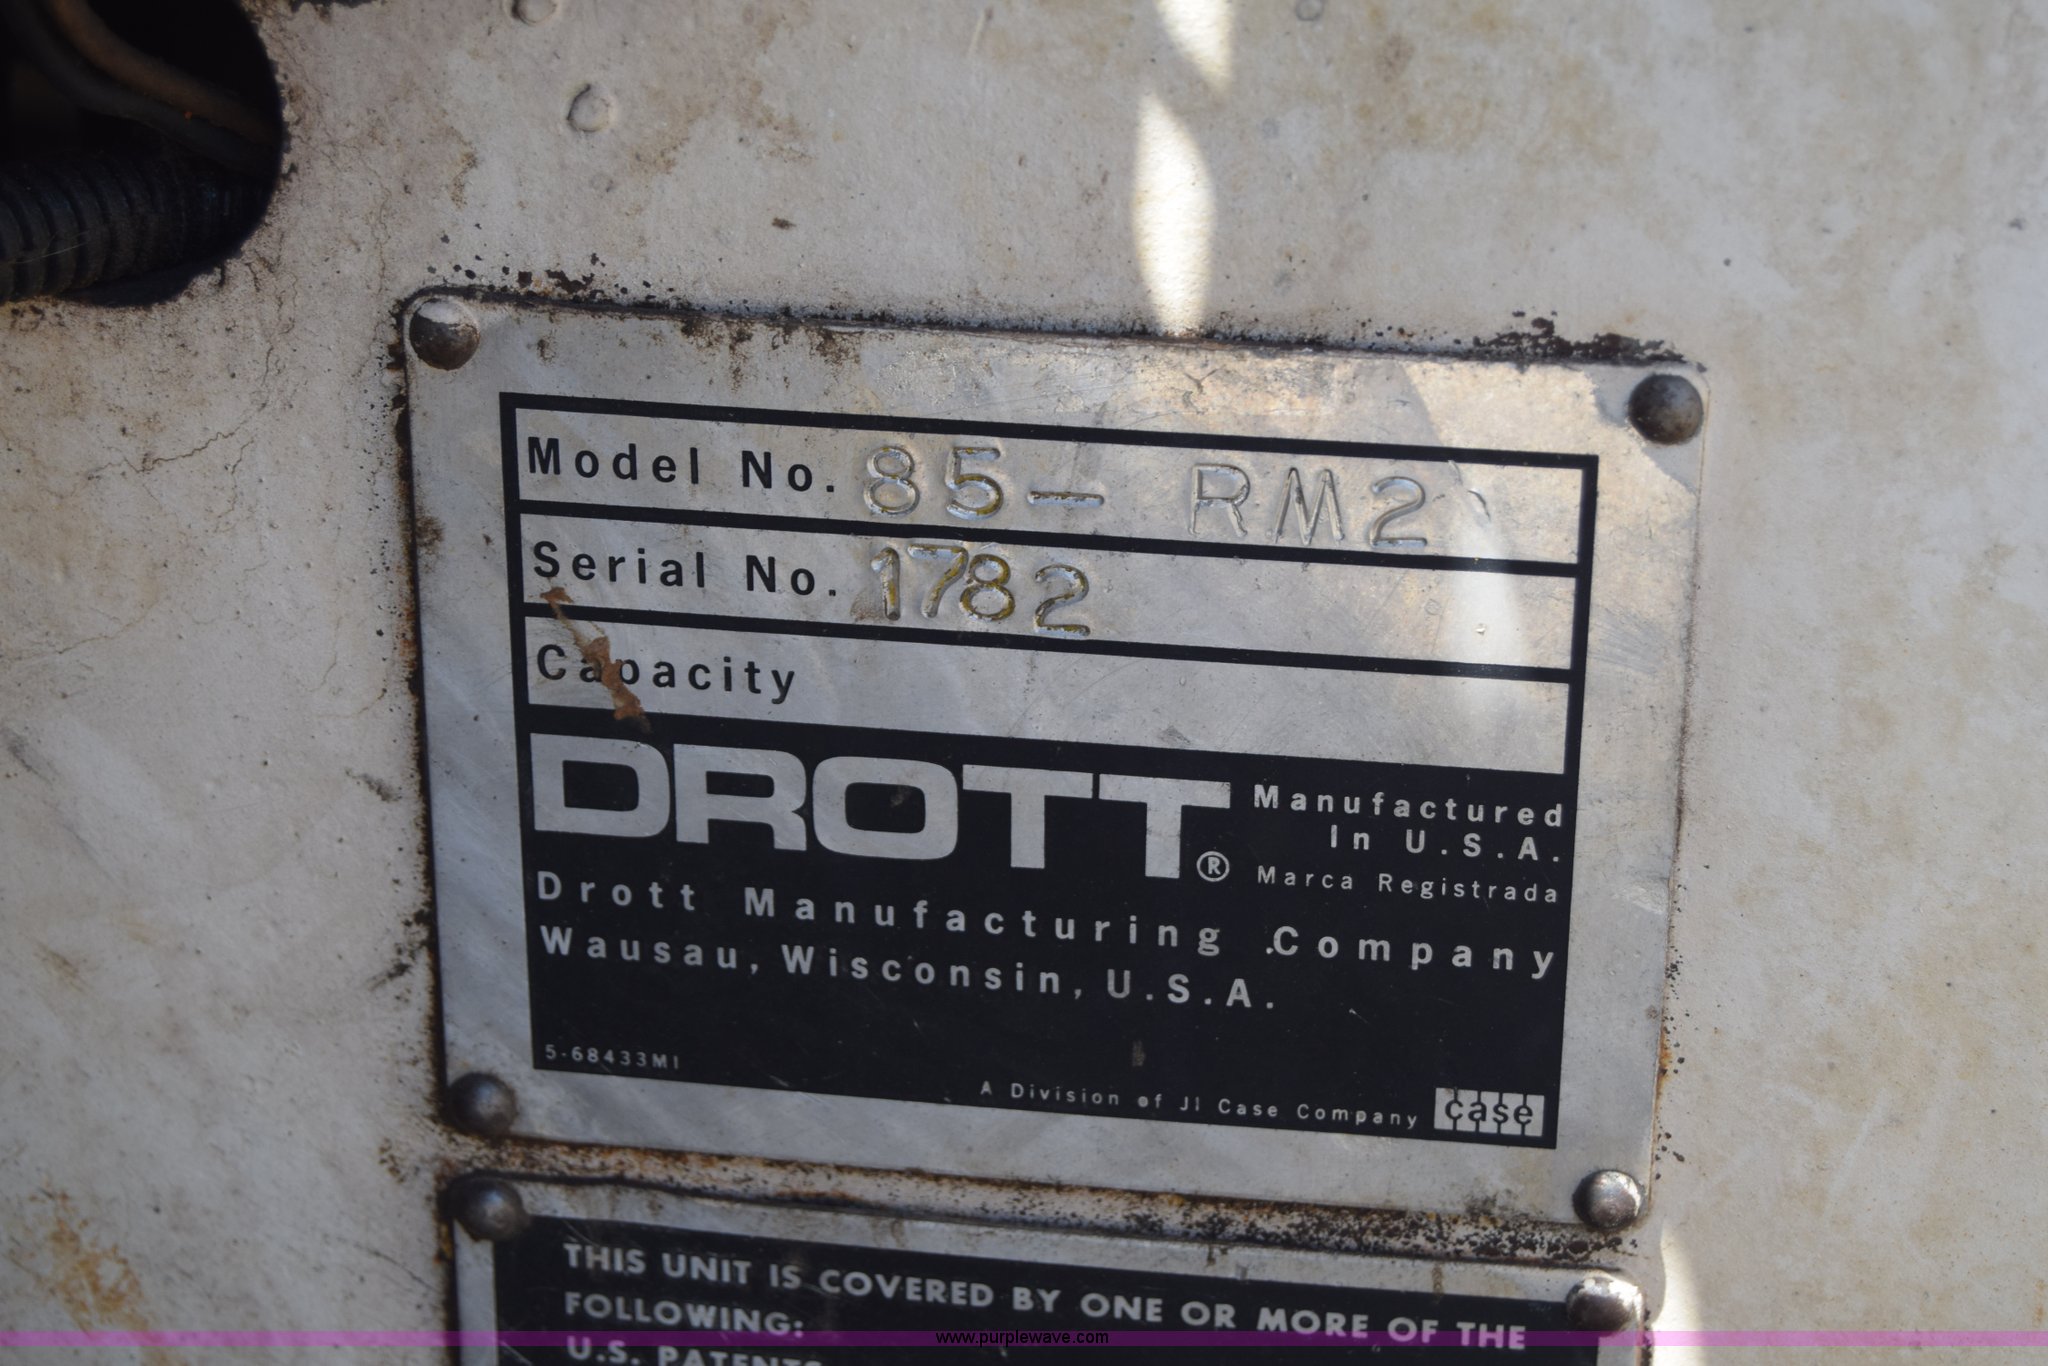 Model No. 85- RM2
Serial No. 1782
Capacity
DROTT®
Manufactured
In U.S.A.
Marca Registrada
Drott Manufacturing Company
Wausau, Wisconsin, U.S.A.
5-68433M1
A Division of JI Case Company case
THIS UNIT IS COVERED BY ONE OR MORE OF THE
FOLLOWING:
U.S. PATENTS
www.purplewave.com